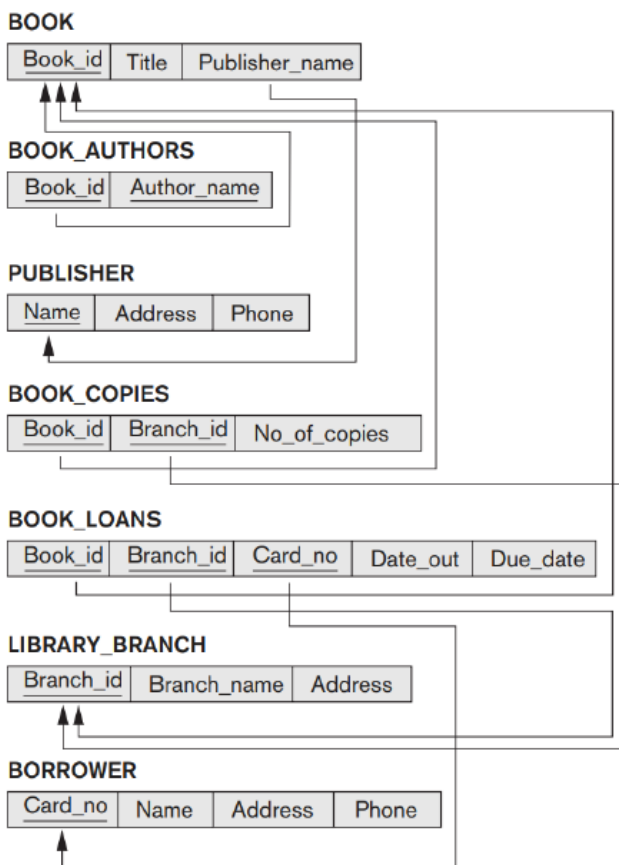 BOOK
Book_id Title Publisher_name
BOOK_AUTHORS
Book_id Author_name
PUBLISHER
Name Address Phone
BOOK_COPIES
Book_id Branch_id No_of_copies
BOOK_LOANS
Book_id Branch_id Card_no Date_out Due_date
LIBRARY_BRANCH
Branch_id Branch_name Address
BORROWER
Card_no Name Address Phone